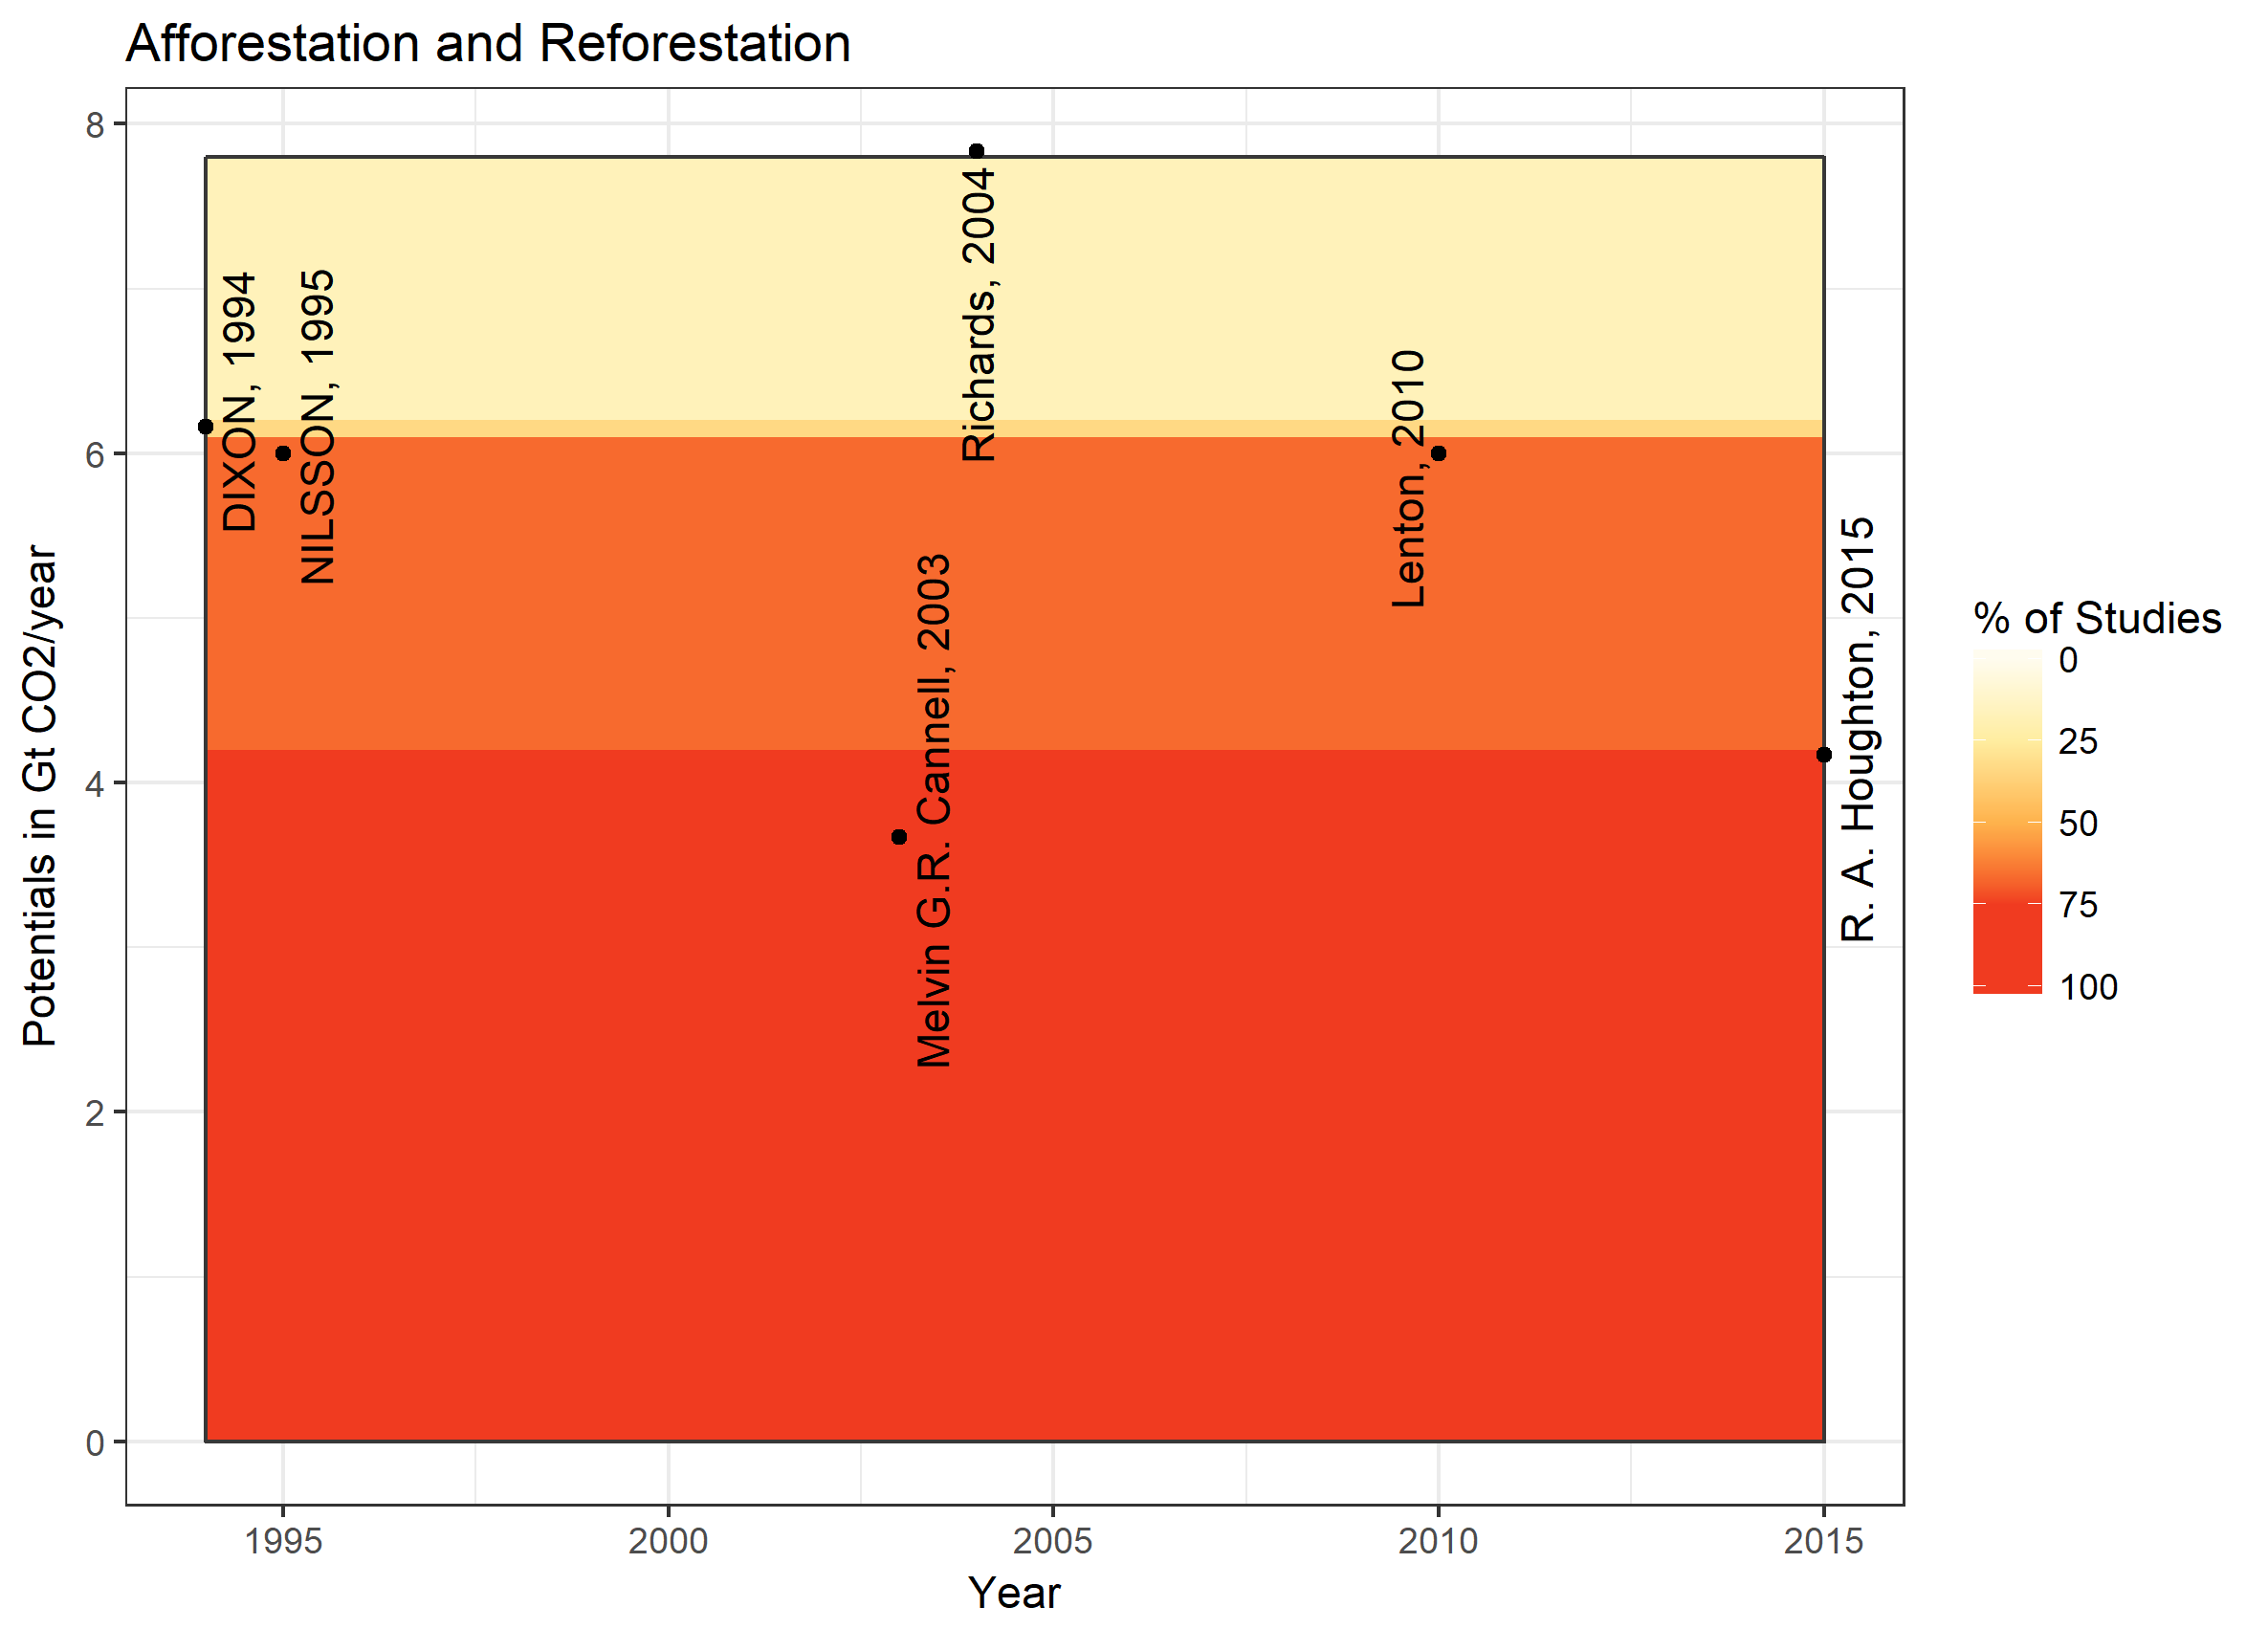 Afforestation and Reforestation
Potentials in Gt CO2/year
8
6
4
2
0
DIXON, 1994
NILSSON, 1995
Melvin G.R. Cannell, 2003
Richards, 2004
Lenton, 2010
R. A. Houghton, 2015
1995
2000
2005
2010
2015
Year
% of Studies
0
25
50
75
100